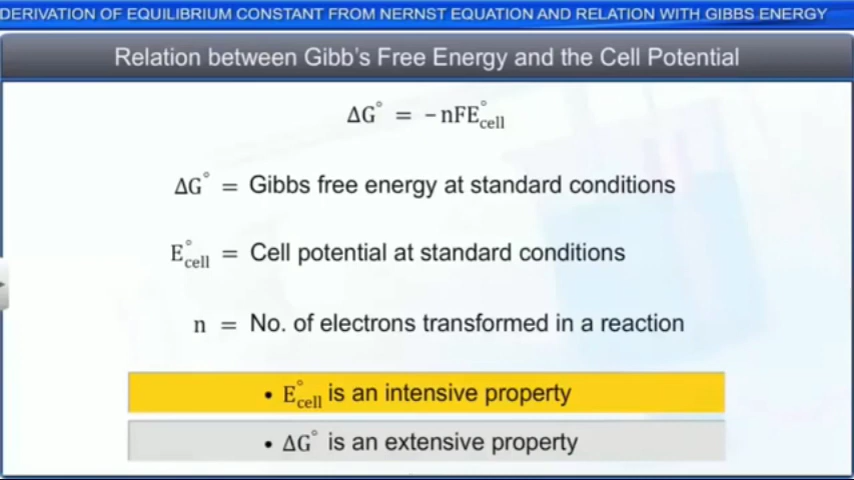 DERIVATION OF EQUILIBRIUM CONSTANT FROM NERNST EQUATION AND RELATION WITH GIBBS ENERGY
Relation between Gibb's Free Energy and the Cell Potential
ΔG° = -nFE°cell
ΔG° = Gibbs free energy at standard conditions
E°cell = Cell potential at standard conditions
n = No. of electrons transformed in a reaction
• E°cell is an intensive property
• ΔG° is an extensive property